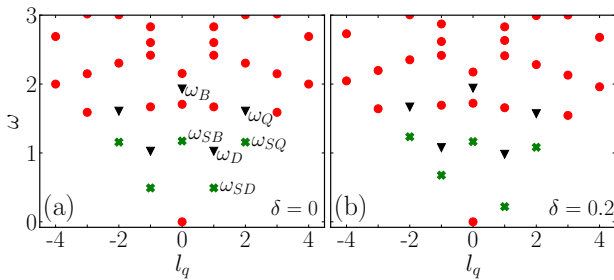 3
2
1
0
ω
ω_B
ω_Q
ω_SB
ω_SQ
ω_D
ω_SD
(a)
δ = 0
-4 -2 0 2 4
l_q
(b)
δ = 0.2
-4 -2 0 2 4
l_q